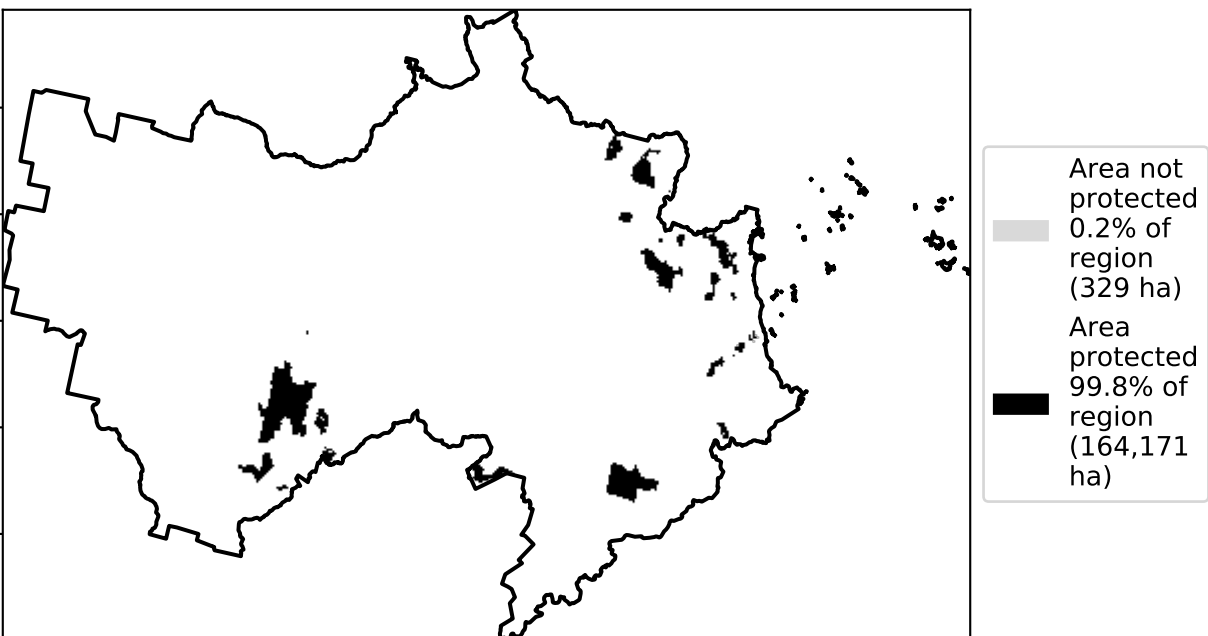 Area not
protected
0.2% of
region
(329 ha)
Area
protected
99.8% of
region
(164,171
ha)